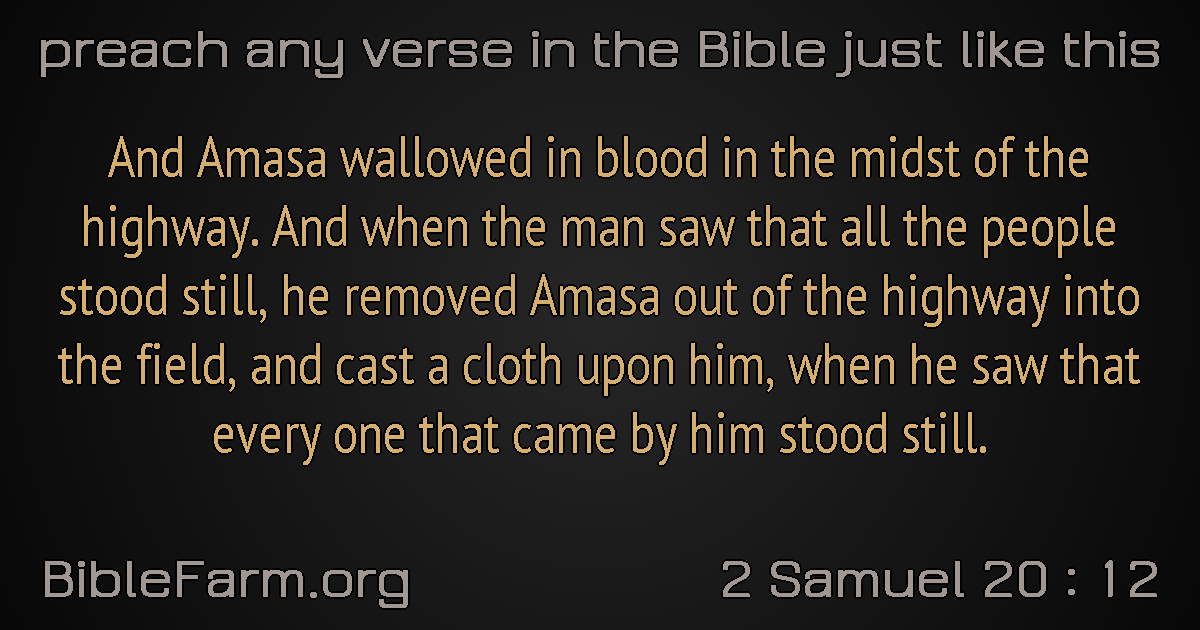 preach any verse in the Bible just like this
And Amasa wallowed in blood in the midst of the
highway. And when the man saw that all the people
stood still, he removed Amasa out of the highway into
the field, and cast a cloth upon him, when he saw that
every one that came by him stood still.
BibleFarm.org
2 Samuel 20 : 12